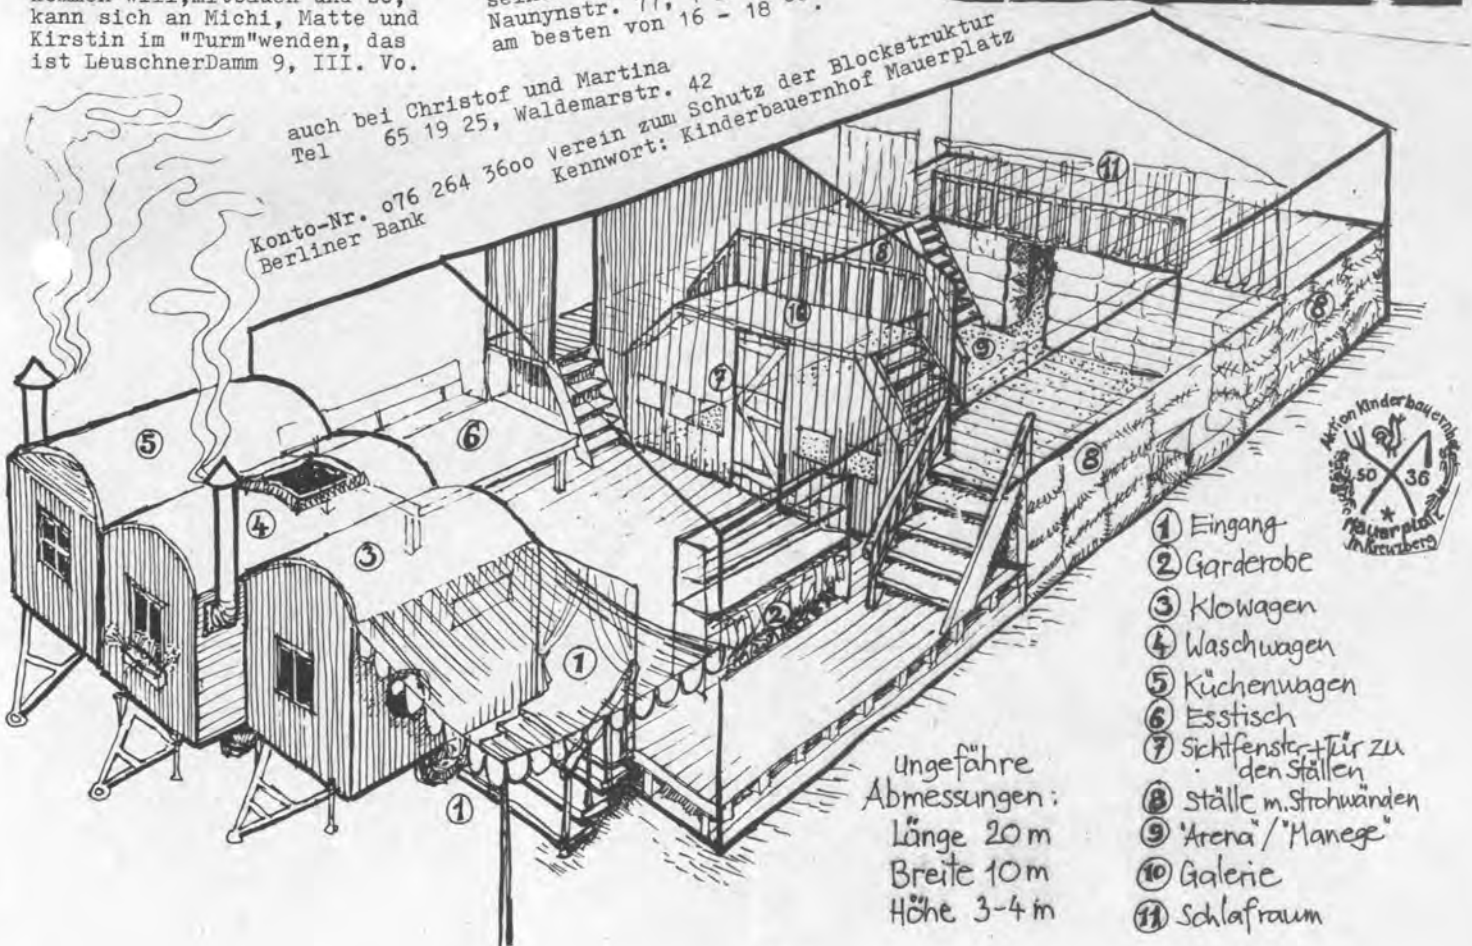 kann sich an Michi, Matte und
Kirstin im "Turm"wenden, das
ist LeuschnerDamm 9, III. Vo.
Naunynstr. 77,
am besten von 16 - 18
auch bei Christof und Martina
Tel 65 19 25, Waldemarstr. 42
Konto-Nr. o76 264 36oo Verein zum Schutz der Blockstruktur
Berliner Bank Kennwort: Kinderbauernhof Mauerplatz
11
8
10
9
8
7
5
6
4
8
3
2
1
1
Aktion Kinderbauernhof
SO 36
Mauerplatz
in Kreuzberg
1 Eingang
2 Garderobe
3 Klowagen
4 Waschwagen
5 Küchenwagen
6 Esstisch
7 Sichtfenster+Tür zu
den Ställen
8 Ställe m. Strohwänden
9 "Arena"/"Manege"
10 Galerie
11 Schlafraum
ungefähre
Abmessungen:
Länge 20 m
Breite 10 m
Höhe 3-4 m